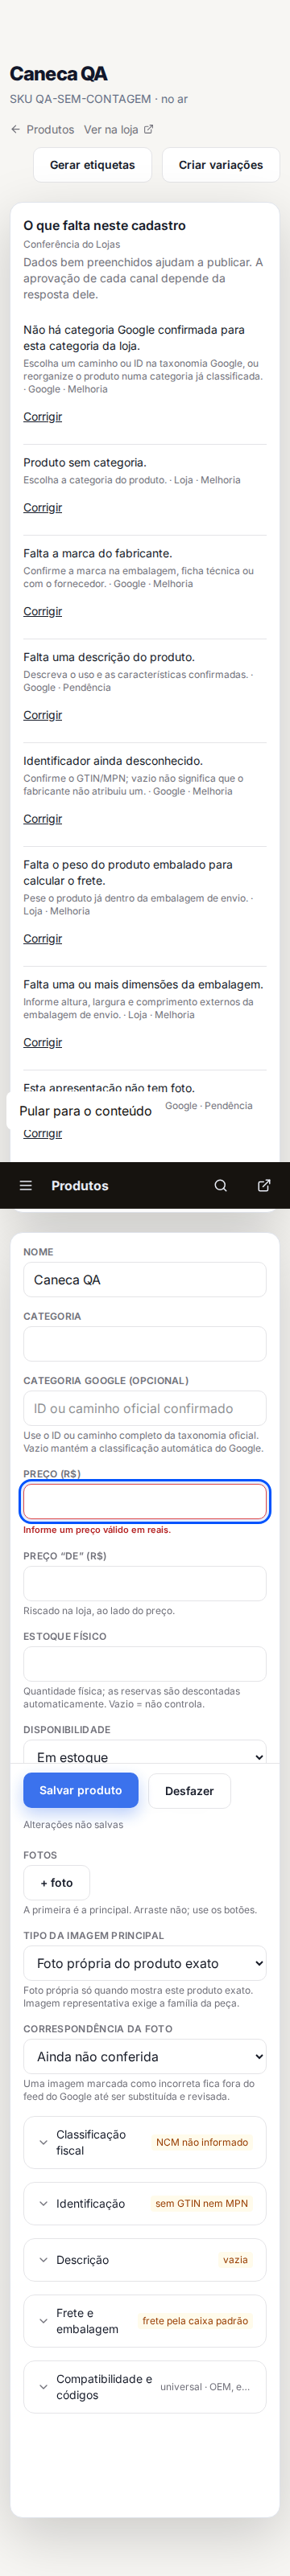 Caneca QA
SKU QA-SEM-CONTAGEM · no ar
Produtos Ver na loja
Gerar etiquetas Criar variações
O que falta neste cadastro
Conferência do Lojas
Dados bem preenchidos ajudam a publicar. A
aprovação de cada canal depende da
resposta dele.
Não há categoria Google confirmada para
esta categoria da loja.
Escolha um caminho ou ID na taxonomia Google, ou
reorganize o produto numa categoria já classificada.
· Google · Melhoria
Corrigir
Produto sem categoria.
Escolha a categoria do produto. · Loja · Melhoria
Corrigir
Falta a marca do fabricante.
Confirme a marca na embalagem, ficha técnica ou
com o fornecedor. · Google · Melhoria
Corrigir
Falta uma descrição do produto.
Descreva o uso e as características confirmadas. ·
Google · Pendência
Corrigir
Identificador ainda desconhecido.
Confirme o GTIN/MPN; vazio não significa que o
fabricante não atribuiu um. · Google · Melhoria
Corrigir
Falta o peso do produto embalado para
calcular o frete.
Pese o produto já dentro da embalagem de envio. ·
Loja · Melhoria
Corrigir
Falta uma ou mais dimensões da embalagem.
Informe altura, largura e comprimento externos da
embalagem de envio. · Loja · Melhoria
Corrigir
Esta apresentação não tem foto.
Pular para o conteúdo Google · Pendência
Corrigir
Produtos
NOME
Caneca QA
CATEGORIA
CATEGORIA GOOGLE (OPCIONAL)
ID ou caminho oficial confirmado
Use o ID ou caminho completo da taxonomia oficial.
Vazio mantém a classificação automática do Google.
PREÇO (R$)
Informe um preço válido em reais.
PREÇO “DE” (R$)
Riscado na loja, ao lado do preço.
ESTOQUE FÍSICO
Quantidade física; as reservas são descontadas
automaticamente. Vazio = não controla.
DISPONIBILIDADE
Em estoque
Salvar produto Desfazer
Alterações não salvas
FOTOS
+ foto
A primeira é a principal. Arraste não; use os botões.
TIPO DA IMAGEM PRINCIPAL
Foto própria do produto exato
Foto própria só quando mostra este produto exato.
Imagem representativa exige a família da peça.
CORRESPONDÊNCIA DA FOTO
Ainda não conferida
Uma imagem marcada como incorreta fica fora do
feed do Google até ser substituída e revisada.
Classificação
fiscal
NCM não informado
Identificação sem GTIN nem MPN
Descrição vazia
Frete e
embalagem
frete pela caixa padrão
Compatibilidade e
códigos
universal · OEM, e...